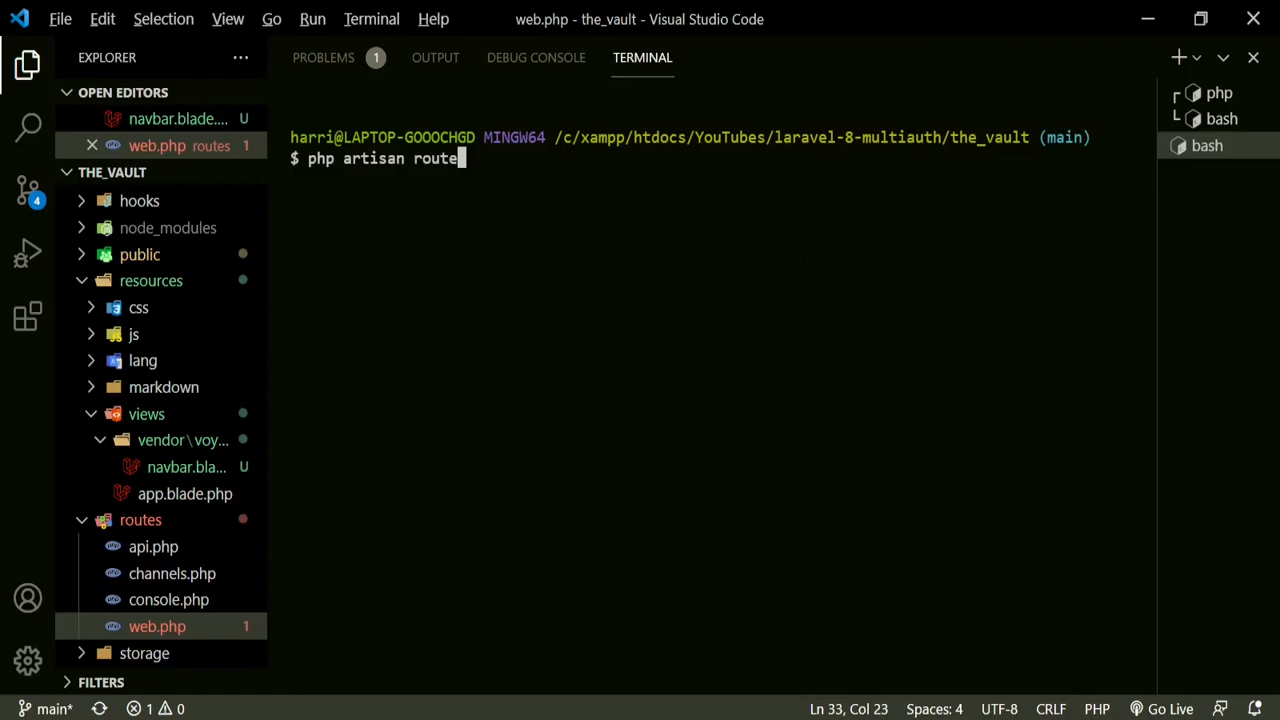 File Edit Selection View Go Run Terminal Help web.php - the_vault - Visual Studio Code
EXPLORER
OPEN EDITORS
navbar.blade.... U
web.php routes 1
THE_VAULT
hooks
node_modules
public
resources
css
js
lang
markdown
views
vendor\voy...
navbar.bla... U
app.blade.php
routes
api.php
channels.php
console.php
web.php 1
storage
FILTERS
4
PROBLEMS 1 OUTPUT DEBUG CONSOLE TERMINAL
harri@LAPTOP-GOOOCHGD MINGW64 /c/xampp/htdocs/YouTubes/laravel-8-multiauth/the_vault (main)
$ php artisan route
php
bash
bash
main* 1 0 Ln 33, Col 23 Spaces: 4 UTF-8 CRLF PHP Go Live